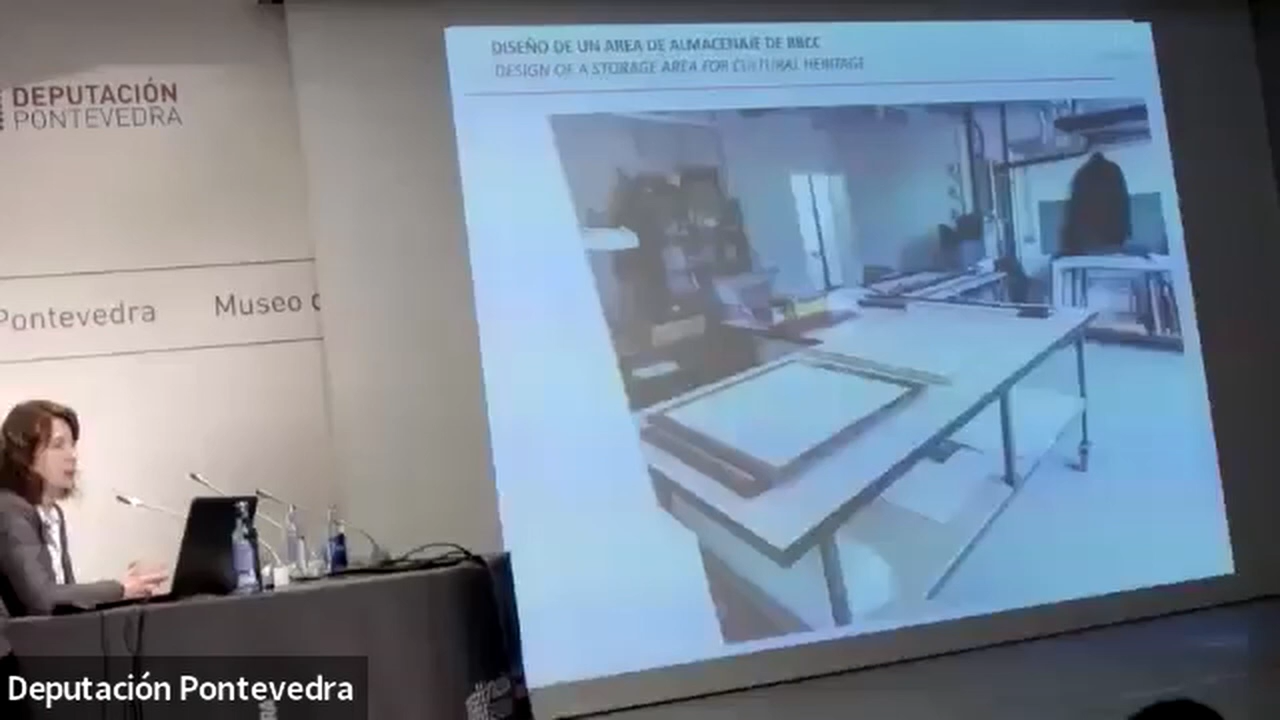 DEPUTACIÓN
PONTEVEDRA
Pontevedra Museo
DISEÑO DE UN AREA DE ALMACENAJE DE BBCC
DESIGN OF A STORAGE AREA FOR CULTURAL HERITAGE
Deputación Pontevedra